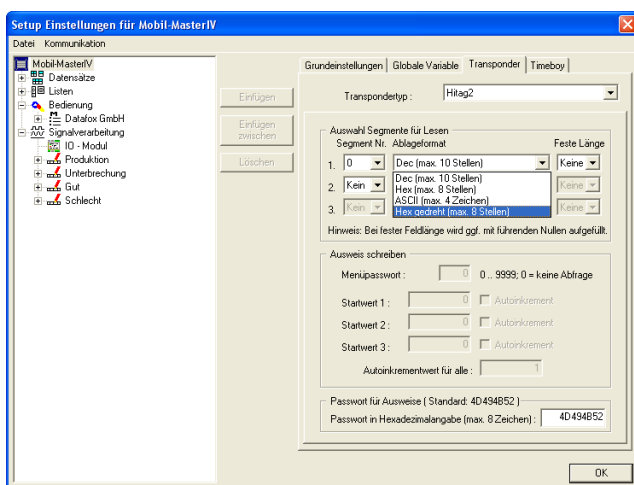 Setup Einstellungen für Mobil-MasterIV
Datei Kommunikation
Mobil-MasterIV
Datensätze
Listen
Bedienung
Datafox GmbH
Signalverarbeitung
IO - Modul
Produktion
Unterbrechung
Gut
Schlecht
Einfügen
Einfügen
zwischen
Löschen
Grundeinstellungen Globale Variable Transponder Timeboy
Transpondertyp : Hitag2
Auswahl Segmente für Lesen
Segment Nr. Ablageformat Feste Länge
1. 0 Dec (max. 10 Stellen) Keine
Dec (max. 10 Stellen)
2. Kein Hex (max. 8 Stellen) Keine
ASCII (max. 4 Zeichen)
3. Kein Hex gedreht (max. 8 Stellen) Keine
Hinweis: Bei fester Feldlänge wird ggf. mit führenden Nullen aufgefüllt.
Ausweis schreiben
Menüpasswort : 0 0 .. 9999; 0 = keine Abfrage
Startwert 1 : 0 Autoinkrement
Startwert 2 : 0 Autoinkrement
Startwert 3 : 0 Autoinkrement
Autoinkrementwert für alle : 1
Passwort für Ausweise ( Standard: 4D494B52 )
Passwort in Hexadezimalangabe (max. 8 Zeichen) : 4D494B52
OK